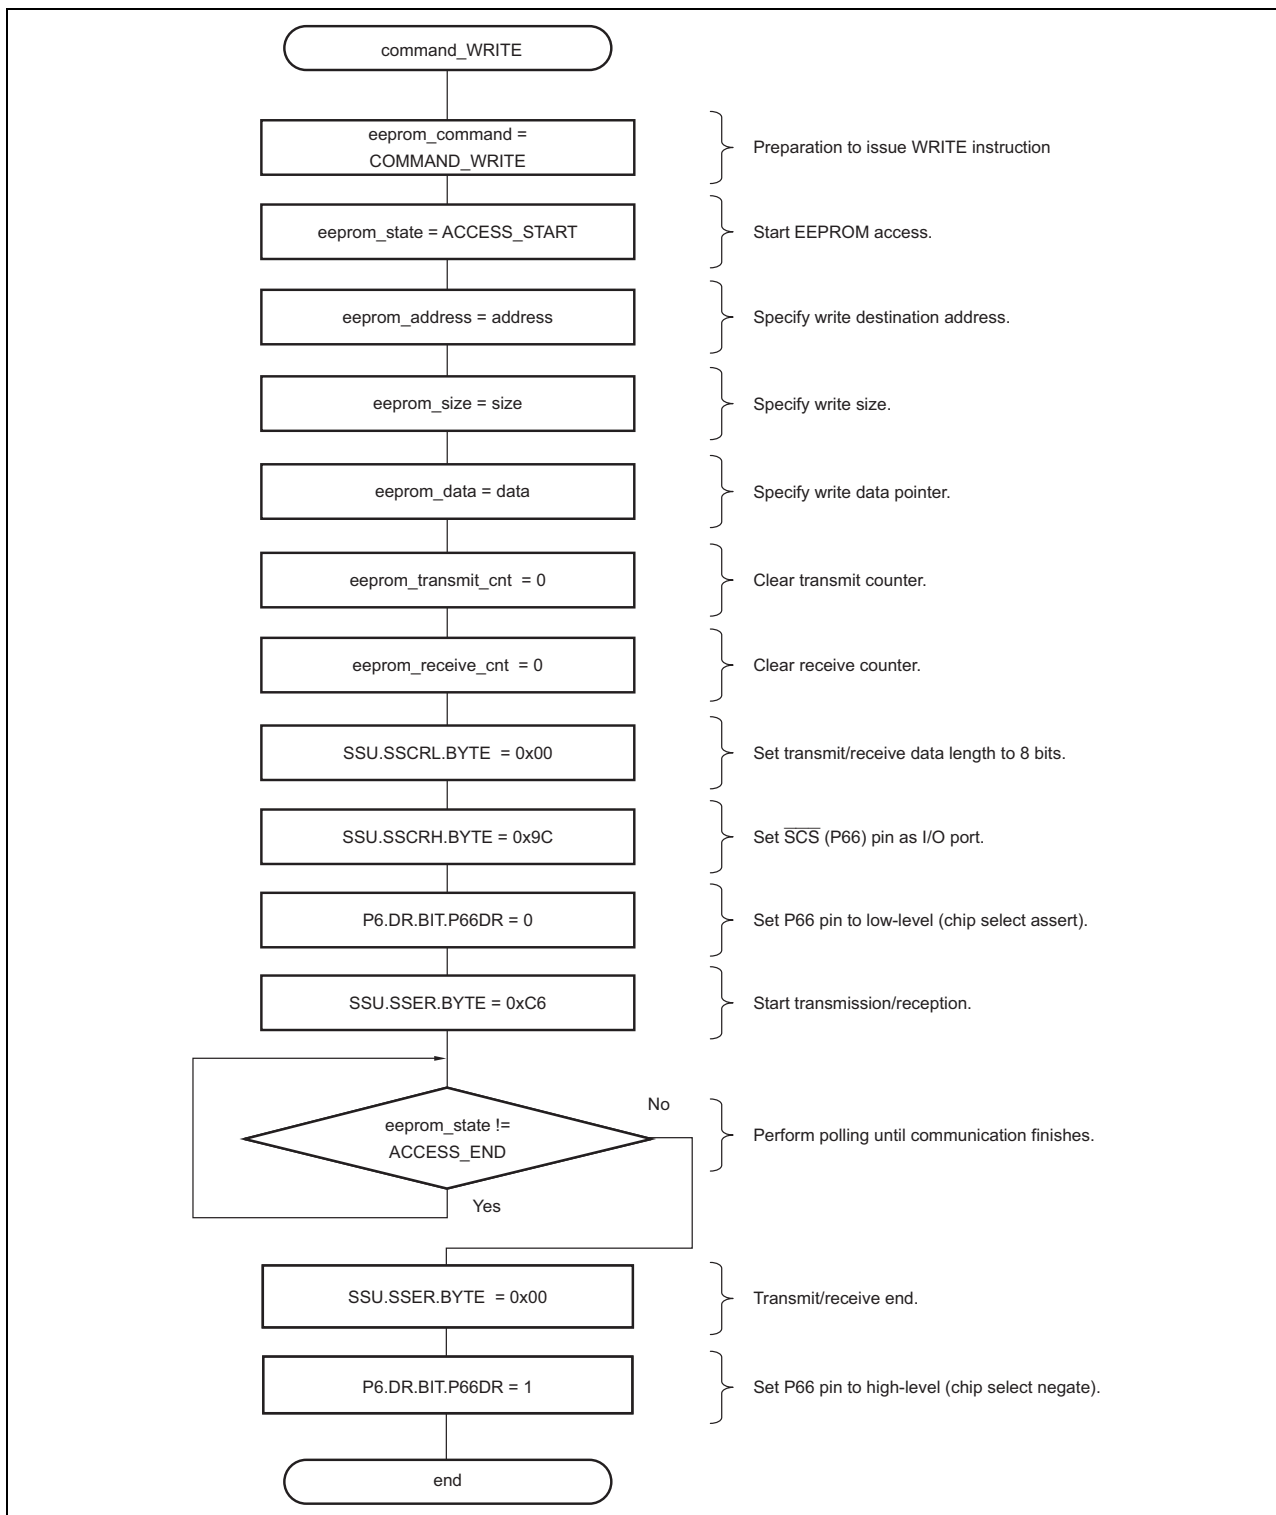 command_WRITE
eeprom_command =
COMMAND_WRITE
Preparation to issue WRITE instruction
eeprom_state = ACCESS_START
Start EEPROM access.
eeprom_address = address
Specify write destination address.
eeprom_size = size
Specify write size.
eeprom_data = data
Specify write data pointer.
eeprom_transmit_cnt = 0
Clear transmit counter.
eeprom_receive_cnt = 0
Clear receive counter.
SSU.SSCRL.BYTE = 0x00
Set transmit/receive data length to 8 bits.
SSU.SSCRH.BYTE = 0x9C
Set S̅C̅S̅ (P66) pin as I/O port.
P6.DR.BIT.P66DR = 0
Set P66 pin to low-level (chip select assert).
SSU.SSER.BYTE = 0xC6
Start transmission/reception.
No
eeprom_state !=
ACCESS_END
Perform polling until communication finishes.
Yes
SSU.SSER.BYTE = 0x00
Transmit/receive end.
P6.DR.BIT.P66DR = 1
Set P66 pin to high-level (chip select negate).
end